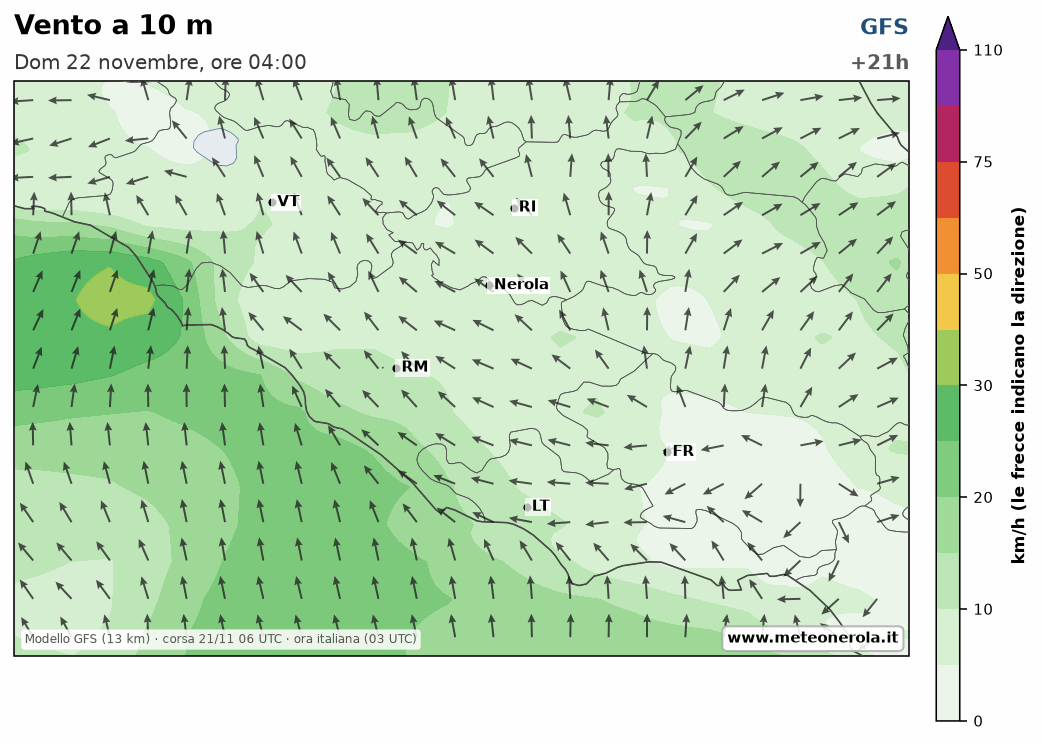 Vento a 10 m
GFS
Dom 22 novembre, ore 04:00
+21h
VT
RI
Nerola
RM
FR
LT
Modello GFS (13 km) · corsa 21/11 06 UTC · ora italiana (03 UTC)
www.meteonerola.it
110
75
50
30
20
10
0
km/h (le frecce indicano la direzione)